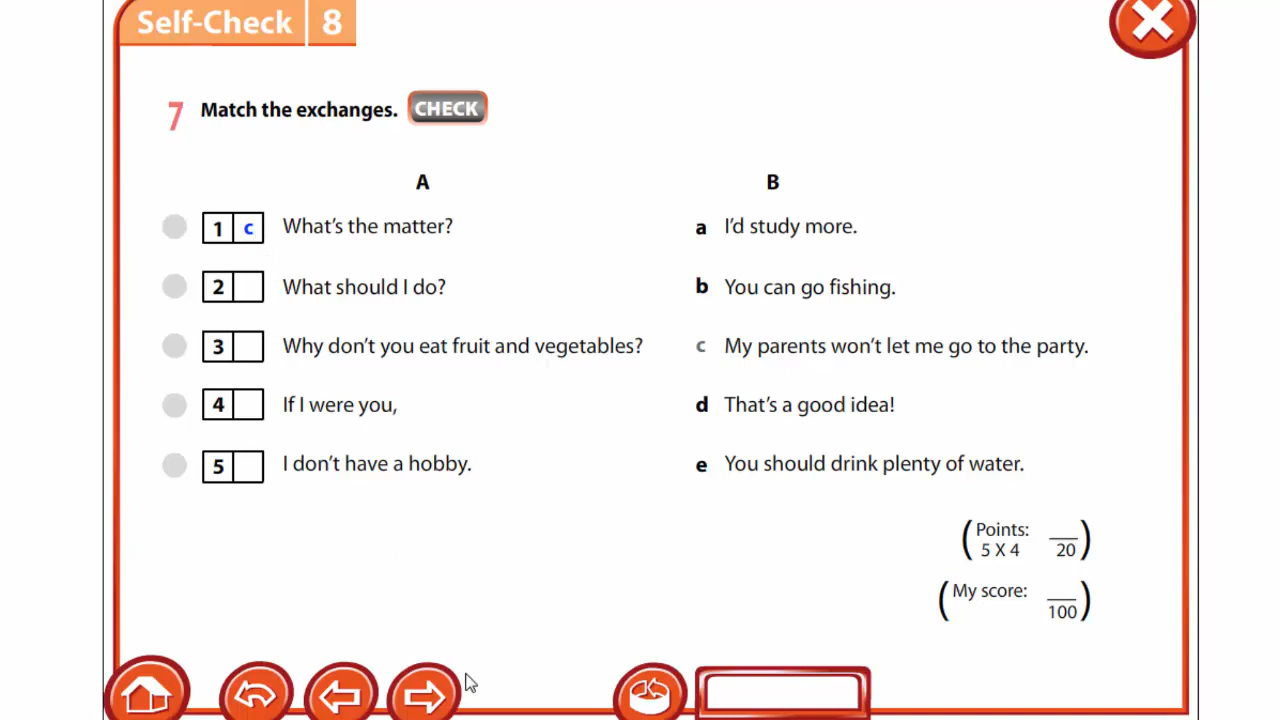 Self-Check 8
7 Match the exchanges. CHECK
A B
1 c What's the matter? a I'd study more.
2 What should I do? b You can go fishing.
3 Why don't you eat fruit and vegetables? c My parents won't let me go to the party.
4 If I were you, d That's a good idea!
5 I don't have a hobby. e You should drink plenty of water.
(Points: 5 X 4 __ 20)
(My score: __ 100)